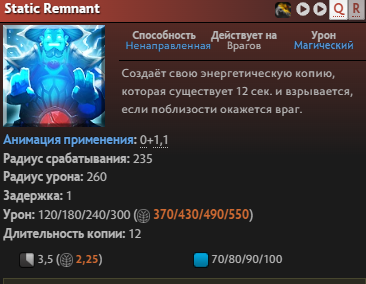 Static Remnant
Q R
Способность Действует на Урон
Ненаправленная Врагов Магический
Создаёт свою энергетическую копию,
которая существует 12 сек. и взрывается,
если поблизости окажется враг.
Анимация применения: 0+1,1
Радиус срабатывания: 235
Радиус урона: 260
Задержка: 1
Урон: 120/180/240/300 (370/430/490/550)
Длительность копии: 12
3,5 (2,25) 70/80/90/100